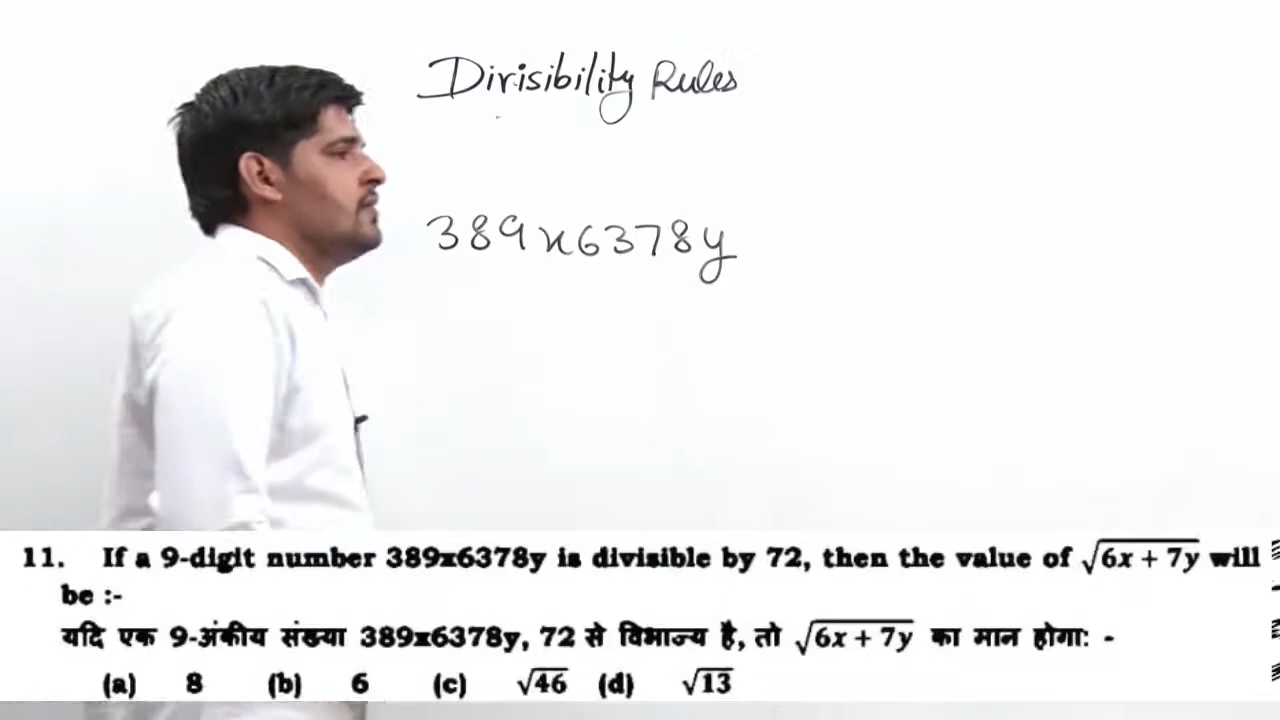 Divisibility Rules
389x6378y
11. If a 9-digit number 389x6378y is divisible by 72, then the value of √6x + 7y will
be :-
यदि एक 9-अंकीय संख्या 389x6378y, 72 से विभाज्य है, तो √6x + 7y का मान होगा: -
(a) 8 (b) 6 (c) √46 (d) √13